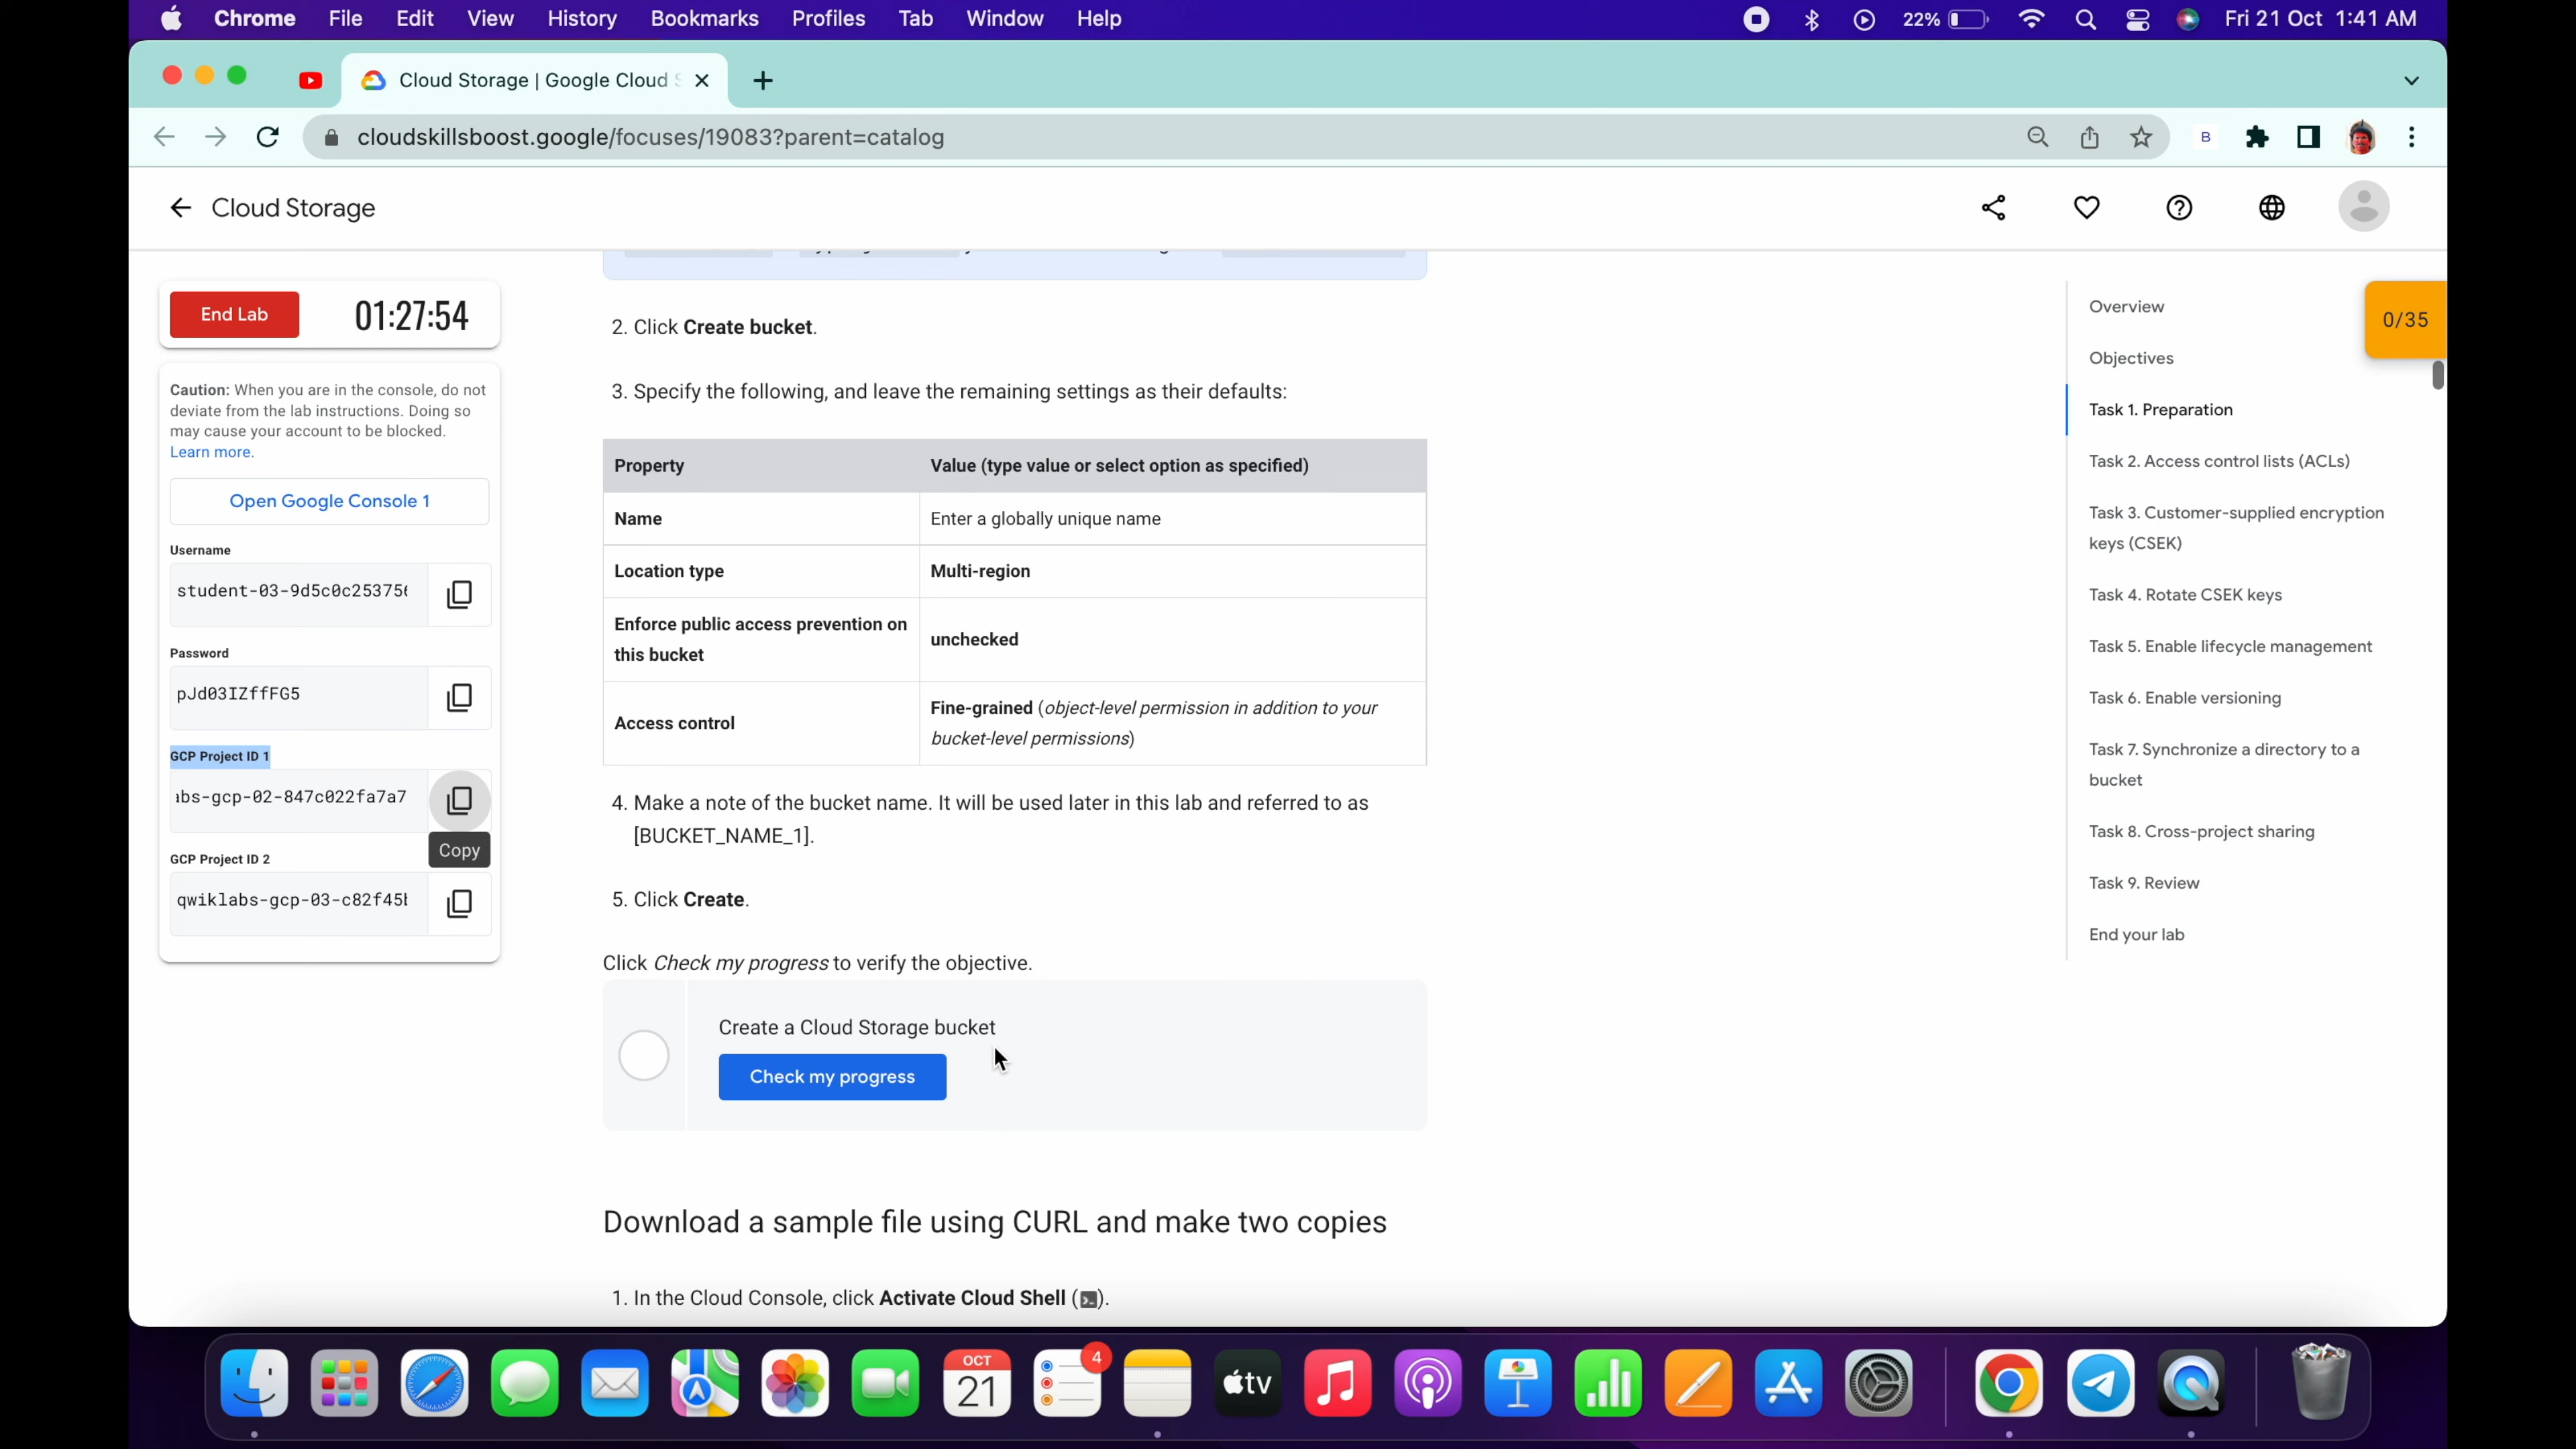 Chrome File Edit View History Bookmarks Profiles Tab Window Help 22% Fri 21 Oct 1:41 AM
Cloud Storage | Google Cloud
cloudskillsboost.google/focuses/19083?parent=catalog
B
Cloud Storage
End Lab 01:27:54
Caution: When you are in the console, do not
deviate from the lab instructions. Doing so
may cause your account to be blocked.
Learn more.
Open Google Console 1
Username
student-03-9d5c0c25375
Password
pJd03IZffFG5
GCP Project ID 1
abs-gcp-02-847c022fa7a7
Copy
GCP Project ID 2
qwiklabs-gcp-03-c82f45
2. Click Create bucket.
3. Specify the following, and leave the remaining settings as their defaults:
Property Value (type value or select option as specified)
Name Enter a globally unique name
Location type Multi-region
Enforce public access prevention on
this bucket
unchecked
Access control
Fine-grained (object-level permission in addition to your
bucket-level permissions)
4. Make a note of the bucket name. It will be used later in this lab and referred to as
[BUCKET_NAME_1].
5. Click Create.
Click Check my progress to verify the objective.
Create a Cloud Storage bucket
Check my progress
Download a sample file using CURL and make two copies
1. In the Cloud Console, click Activate Cloud Shell ().
Overview
Objectives
Task 1. Preparation
Task 2. Access control lists (ACLs)
Task 3. Customer-supplied encryption
keys (CSEK)
Task 4. Rotate CSEK keys
Task 5. Enable lifecycle management
Task 6. Enable versioning
Task 7. Synchronize a directory to a
bucket
Task 8. Cross-project sharing
Task 9. Review
End your lab
0/35
OCT
21
4
tv